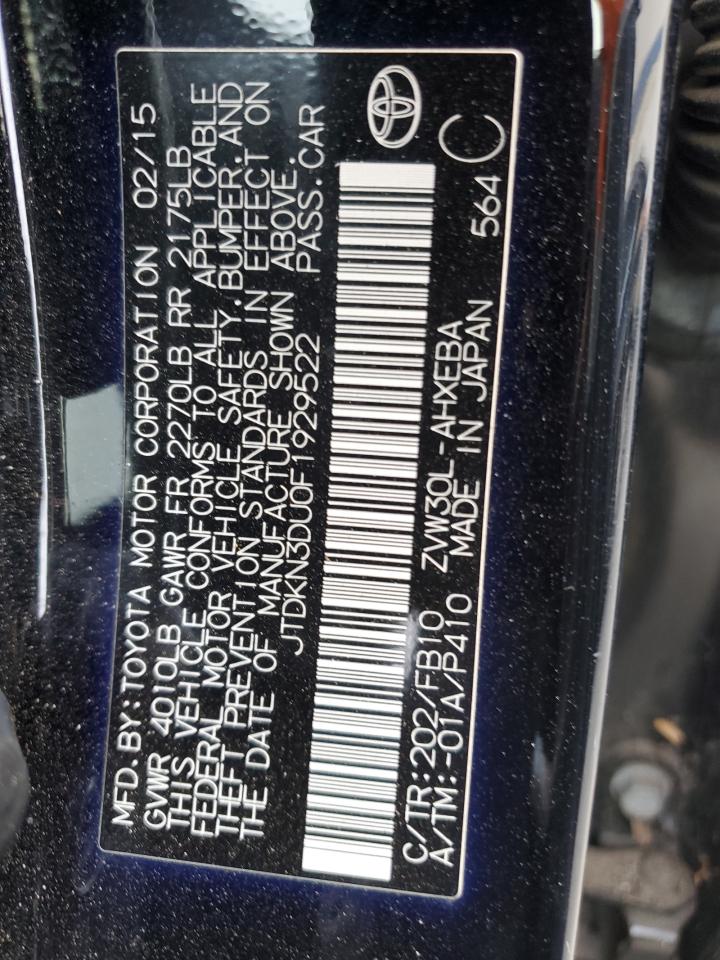 MFD.BY:TOYOTA MOTOR CORPORATION 02/15
GVWR 4010LB GAWR FR 2270LB RR 2175LB
THIS VEHICLE CONFORMS TO ALL APPLICABLE
FEDERAL MOTOR VEHICLE SAFETY,BUMPER,AND
THEFT PREVENTION STANDARDS IN EFFECT ON
THE DATE OF MANUFACTURE SHOWN ABOVE.
JTDKN3DU0F1929522 PASS.CAR
C/TR:202/FB10 ZVW30L-AHXEBA
A/TM:-01A/P410 MADE IN JAPAN 564 C